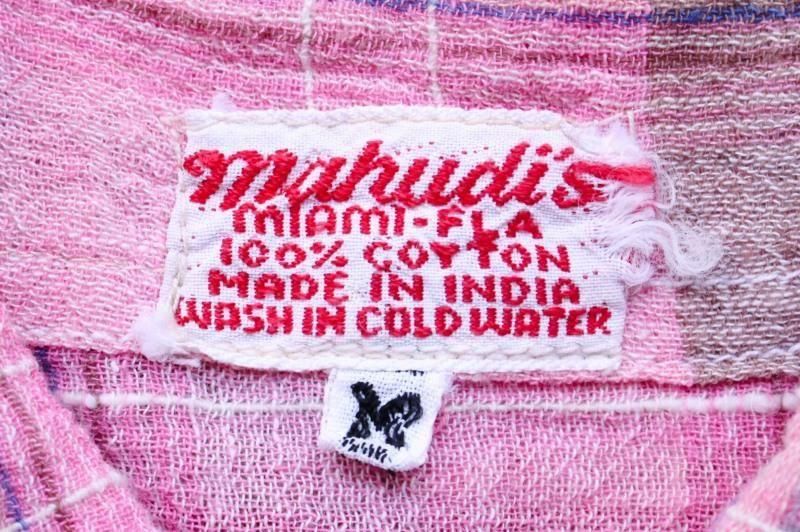 Mahudi's
MIAMI-FLA
100% COTTON
MADE IN INDIA
WASH IN COLD WATER
M